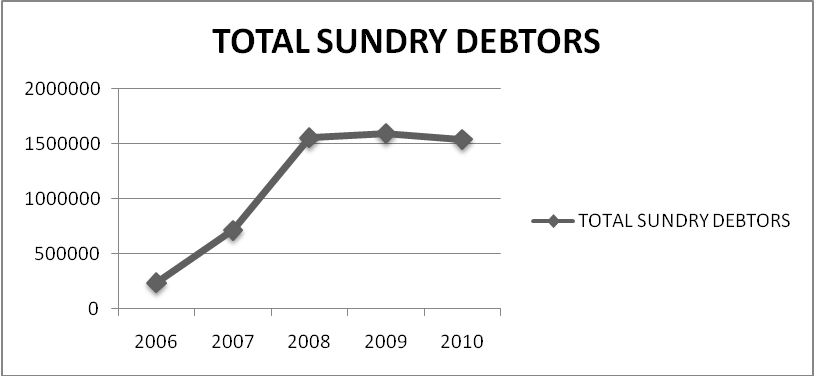 TOTAL SUNDRY DEBTORS
2000000
1500000
1000000
500000
0
2006 2007 2008 2009 2010
TOTAL SUNDRY DEBTORS